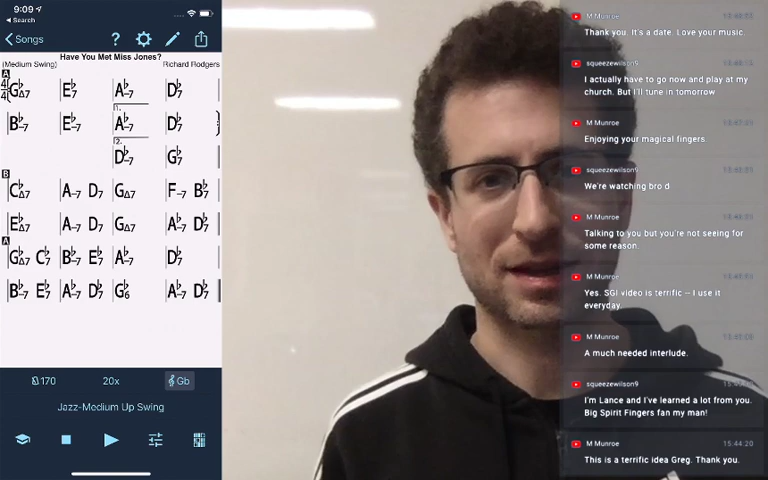 9:09
Search
Songs
?
Have You Met Miss Jones?
(Medium Swing)
Richard Rodgers
A
4/4 G♭Δ7 E♭7 A♭-7 D♭7
B♭-7 E♭-7 1. A♭-7 D♭7
2. D♭-7 G♭7
B
C♭Δ7 A-7 D7 GΔ7 F-7 B♭7
E♭Δ7 A-7 D7 GΔ7 A♭-7 D♭7
A
G♭Δ7 C♭7 B♭-7 E♭7 A♭-7 D♭7
B♭-7 E♭7 A♭-7 D♭7 G♭6 A♭-7 D♭7
170
20x
Gb
Jazz-Medium Up Swing
M Munroe
Thank you. It's a date. Love your music.
squeezewilson9
I actually have to go now and play at my
church. But I'll tune in tomorrow
M Munroe
Enjoying your magical fingers.
squeezewilson9
We're watching bro d
M Munroe
Talking to you but you're not seeing for
some reason.
M Munroe
Yes. SGI video is terrific -- I use it
everyday.
M Munroe
A much needed interlude.
squeezewilson9
I'm Lance and I've learned a lot from you.
Big Spirit Fingers fan my man!
M Munroe
15:44:20
This is a terrific idea Greg. Thank you.